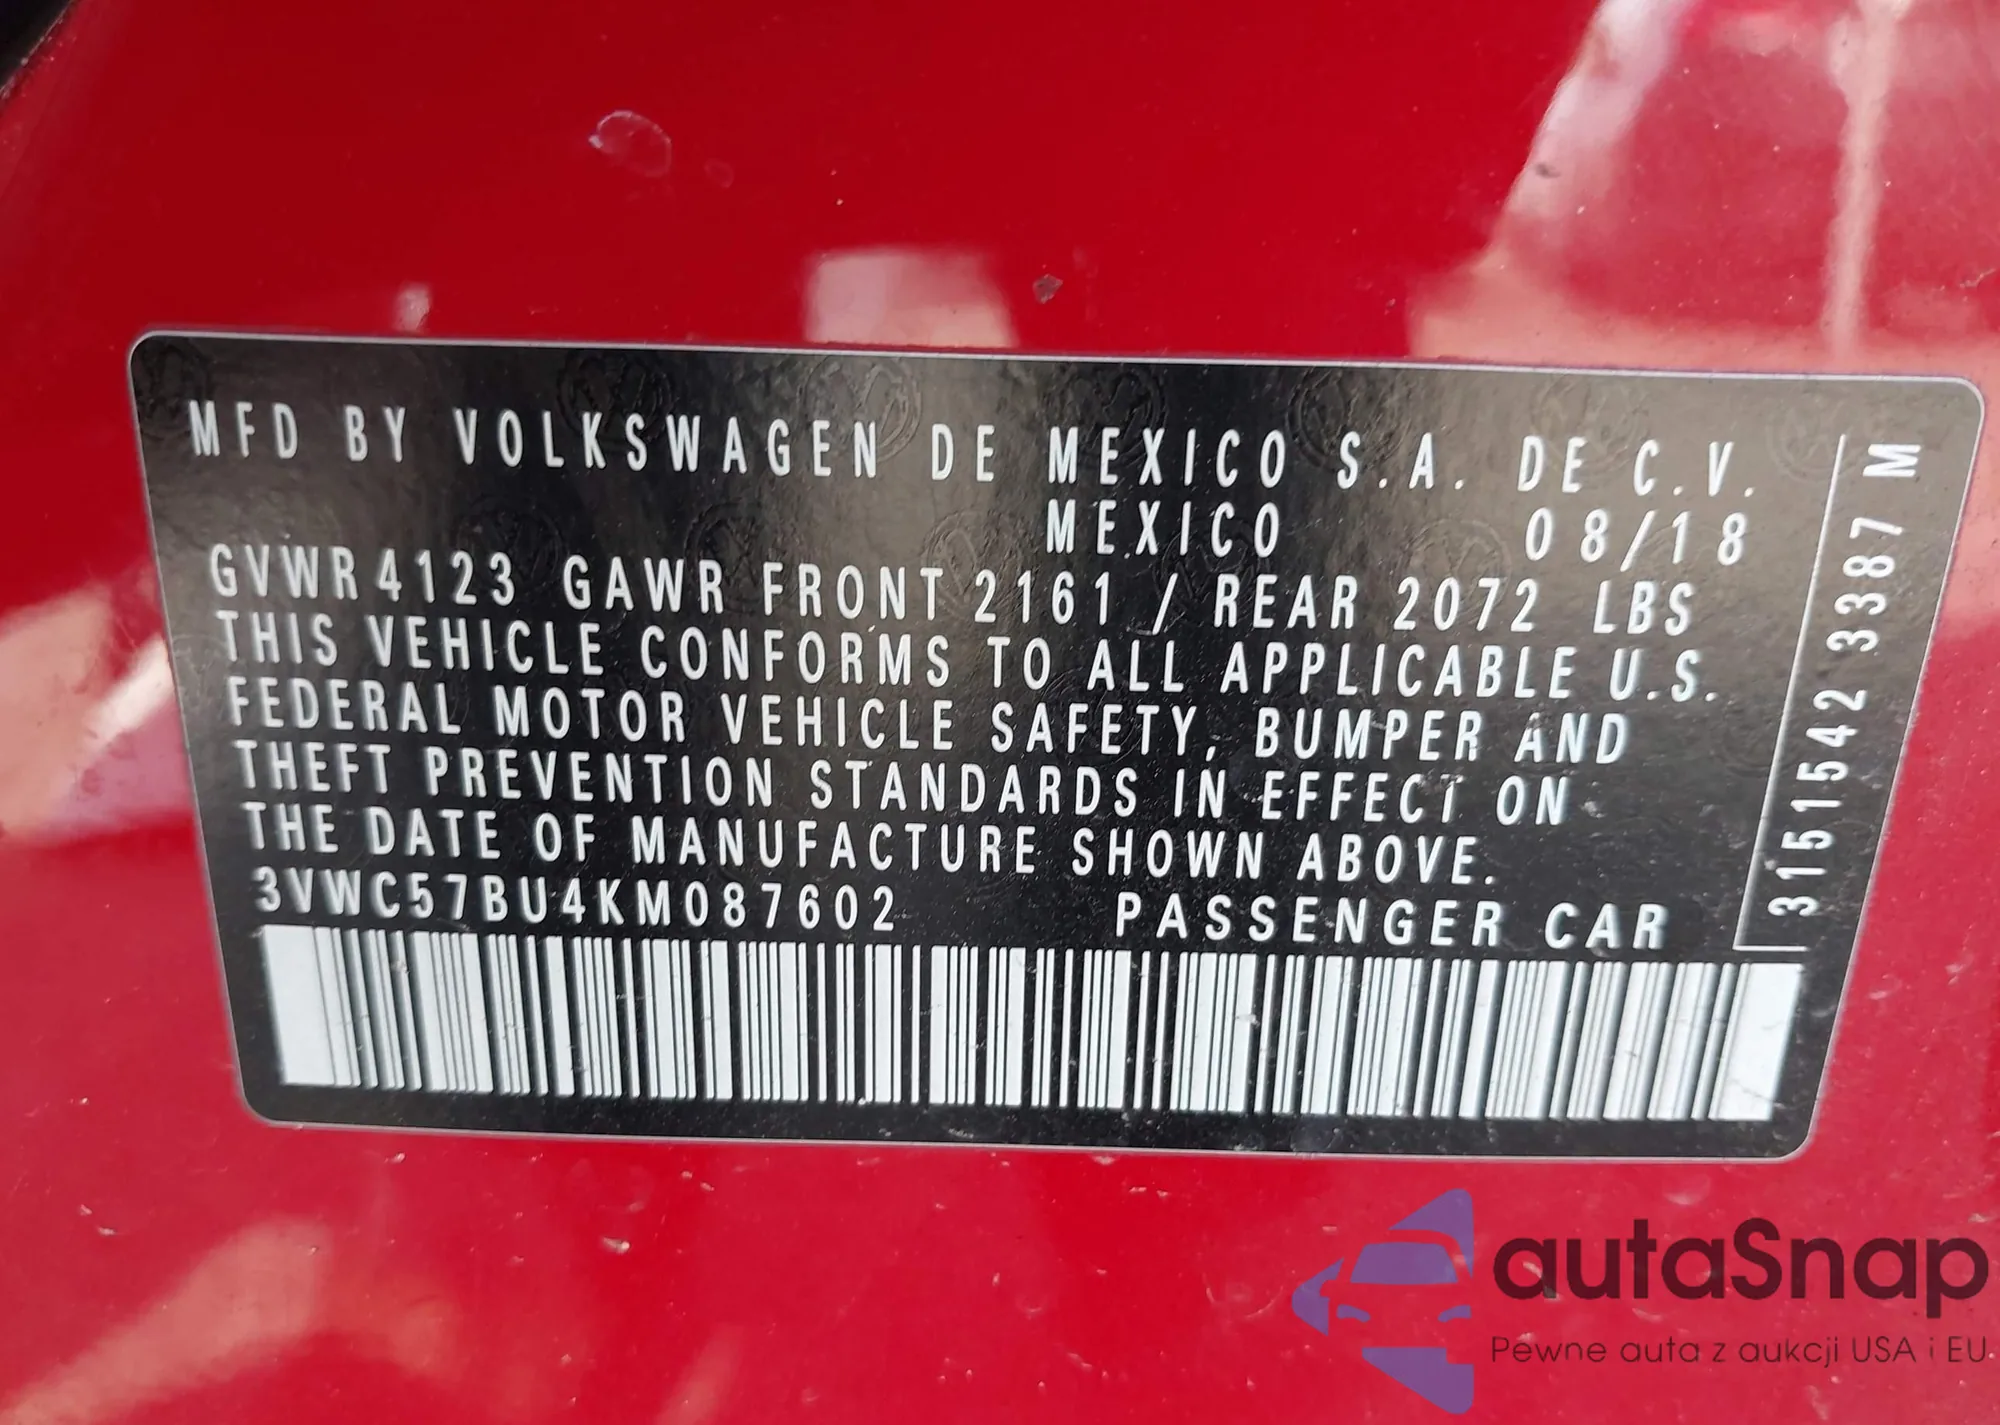 MFD BY VOLKSWAGEN DE MEXICO S.A. DE C.V.
MEXICO 08/18
GVWR 4123 GAWR FRONT 2161 / REAR 2072 LBS
THIS VEHICLE CONFORMS TO ALL APPLICABLE U.S.
FEDERAL MOTOR VEHICLE SAFETY, BUMPER AND
THEFT PREVENTION STANDARDS IN EFFECT ON
THE DATE OF MANUFACTURE SHOWN ABOVE.
3VWC57BU4KM087602 PASSENGER CAR
3151542 3387 M
autaSnap
Pewne auta z aukcji USA i EU